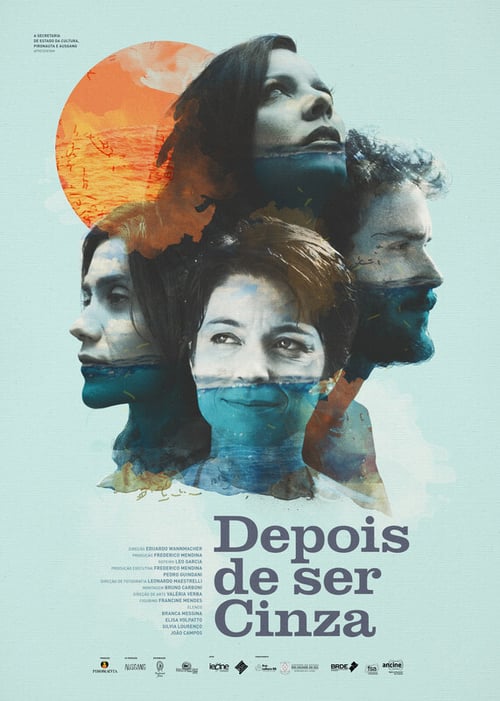 A SECRETARIA
DE ESTADO DA CULTURA,
PIRONAUTA E AUSGANG
APRESENTAM
Depois
de ser
Cinza
DIREÇÃO EDUARDO WANNMACHER
PRODUÇÃO FREDERICO MENDINA
ROTEIRO LEO GARCIA
PRODUÇÃO EXECUTIVA FREDERICO MENDINA
PEDRO GUINDANI
DIREÇÃO DE FOTOGRAFIA LEONARDO MAESTRELLI
MONTAGEM BRUNO CARBONI
DIREÇÃO DE ARTE VALÉRIA VERBA
FIGURINO FRANCINE MENDES
ELENCO
BRANCA MESSINA
ELISA VOLPATTO
SILVIA LOURENÇO
JOÃO CAMPOS
PIRONAUTA
AUSGANG
iecine
BRDE
fsa
ancine